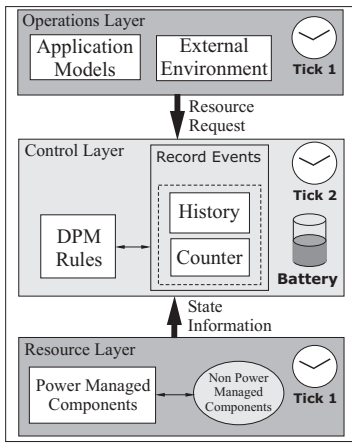 Operations Layer
Application
Models
External
Environment
Tick 1
Resource
Request
Control Layer
Record Events
Tick 2
History
Counter
DPM
Rules
Battery
State
Information
Resource Layer
Power Managed
Components
Non Power
Managed
Components
Tick 1